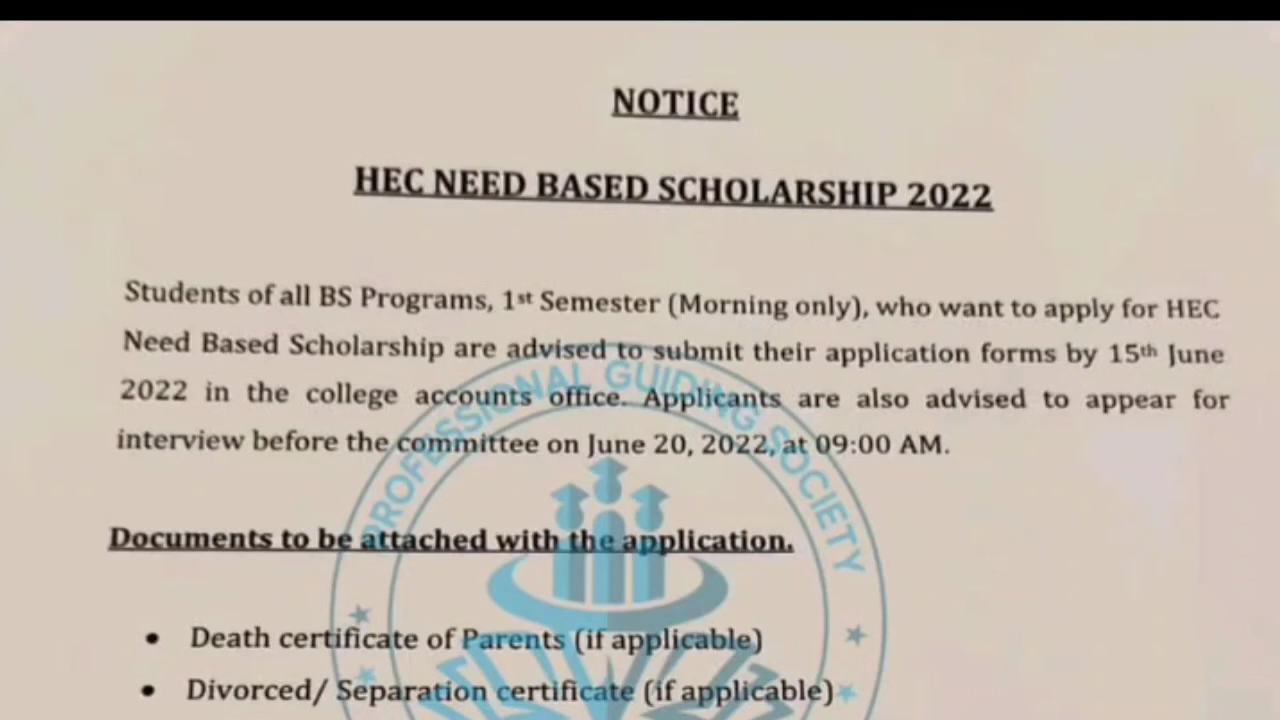 NOTICE
HEC NEED BASED SCHOLARSHIP 2022
Students of all BS Programs, 1st Semester (Morning only), who want to apply for HEC
Need Based Scholarship are advised to submit their application forms by 15th June
2022 in the college accounts office. Applicants are also advised to appear for
interview before the committee on June 20, 2022, at 09:00 AM.
PROFESSIONAL GUIDING SOCIETY
Documents to be attached with the application.
• Death certificate of Parents (if applicable)
• Divorced/ Separation certificate (if applicable)